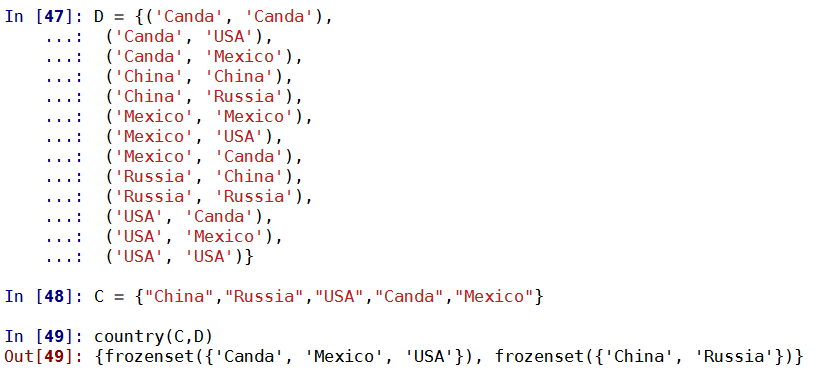 In [47]: D = {('Canda', 'Canda'),
    ...:  ('Canda', 'USA'),
    ...:  ('Canda', 'Mexico'),
    ...:  ('China', 'China'),
    ...:  ('China', 'Russia'),
    ...:  ('Mexico', 'Mexico'),
    ...:  ('Mexico', 'USA'),
    ...:  ('Mexico', 'Canda'),
    ...:  ('Russia', 'China'),
    ...:  ('Russia', 'Russia'),
    ...:  ('USA', 'Canda'),
    ...:  ('USA', 'Mexico'),
    ...:  ('USA', 'USA')}
In [48]: C = {"China","Russia","USA","Canda","Mexico"}
In [49]: country(C,D)
Out[49]: {frozenset({'Canda', 'Mexico', 'USA'}), frozenset({'China', 'Russia'})}